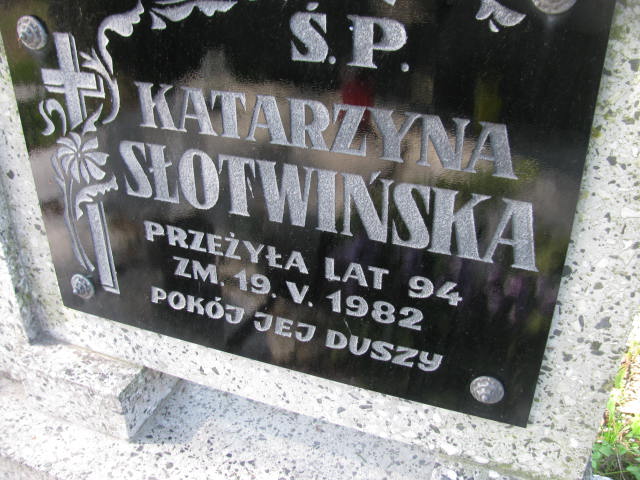 Ś.P.
KATARZYNA
SŁOTWIŃSKA
PRZEŻYŁA LAT 94
ZM. 19. V. 1982
POKÓJ JEJ DUSZY